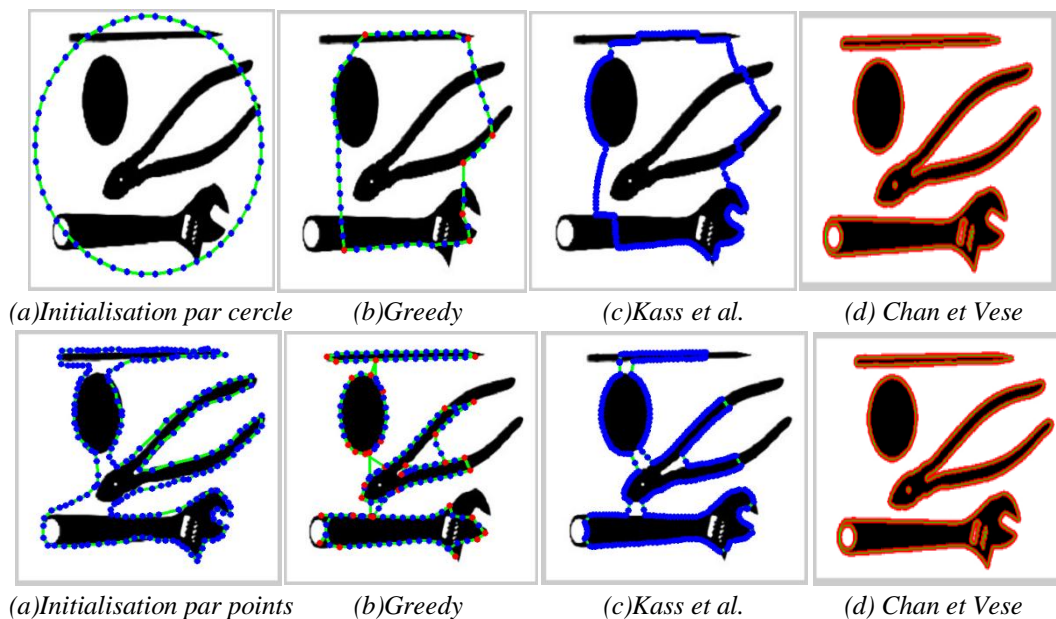 (a)Initialisation par cercle (b)Greedy (c)Kass et al. (d) Chan et Vese
(a)Initialisation par points (b)Greedy (c)Kass et al. (d) Chan et Vese